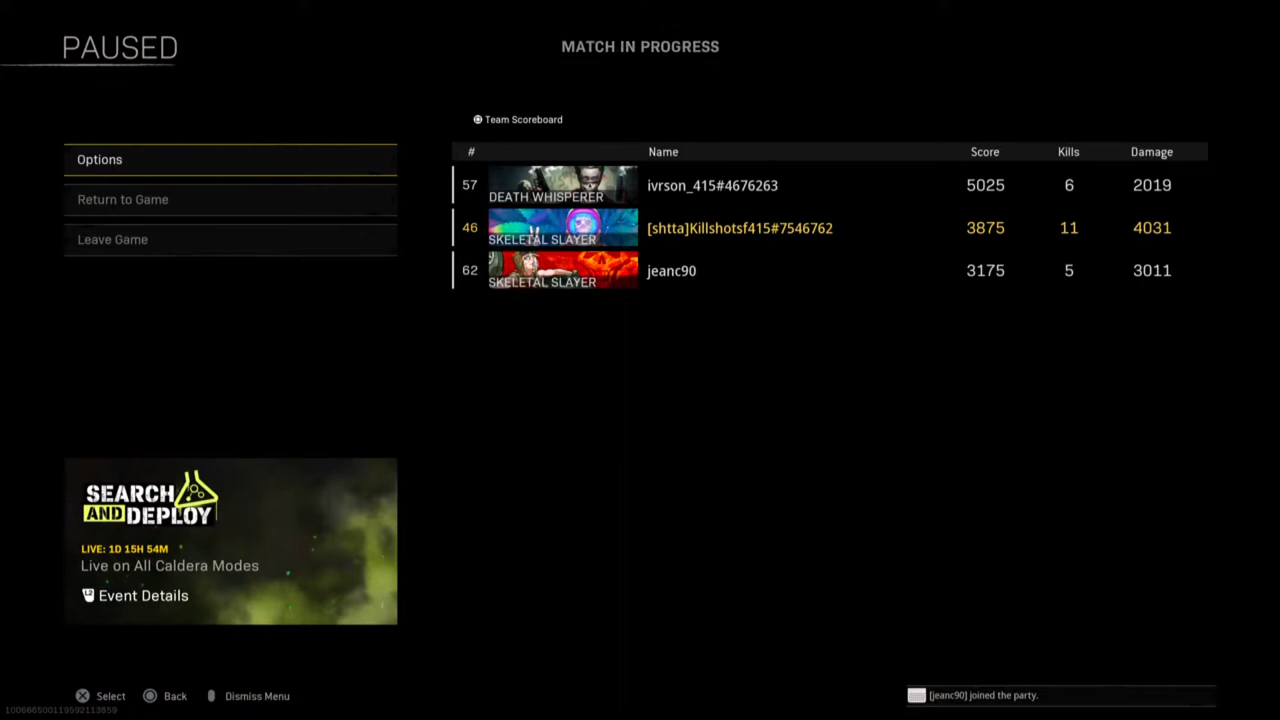 PAUSED
MATCH IN PROGRESS
Team Scoreboard
# Name Score Kills Damage
57 DEATH WHISPERER ivrson_415#4676263 5025 6 2019
46 SKELETAL SLAYER [shtta]Killshotsf415#7546762 3875 11 4031
62 SKELETAL SLAYER jeanc90 3175 5 3011
Options
Return to Game
Leave Game
SEARCH
AND DEPLOY
LIVE: 1D 15H 54M
Live on All Caldera Modes
L2 Event Details
Select Back Dismiss Menu
[jeanc90] joined the party.
10066500119592113859